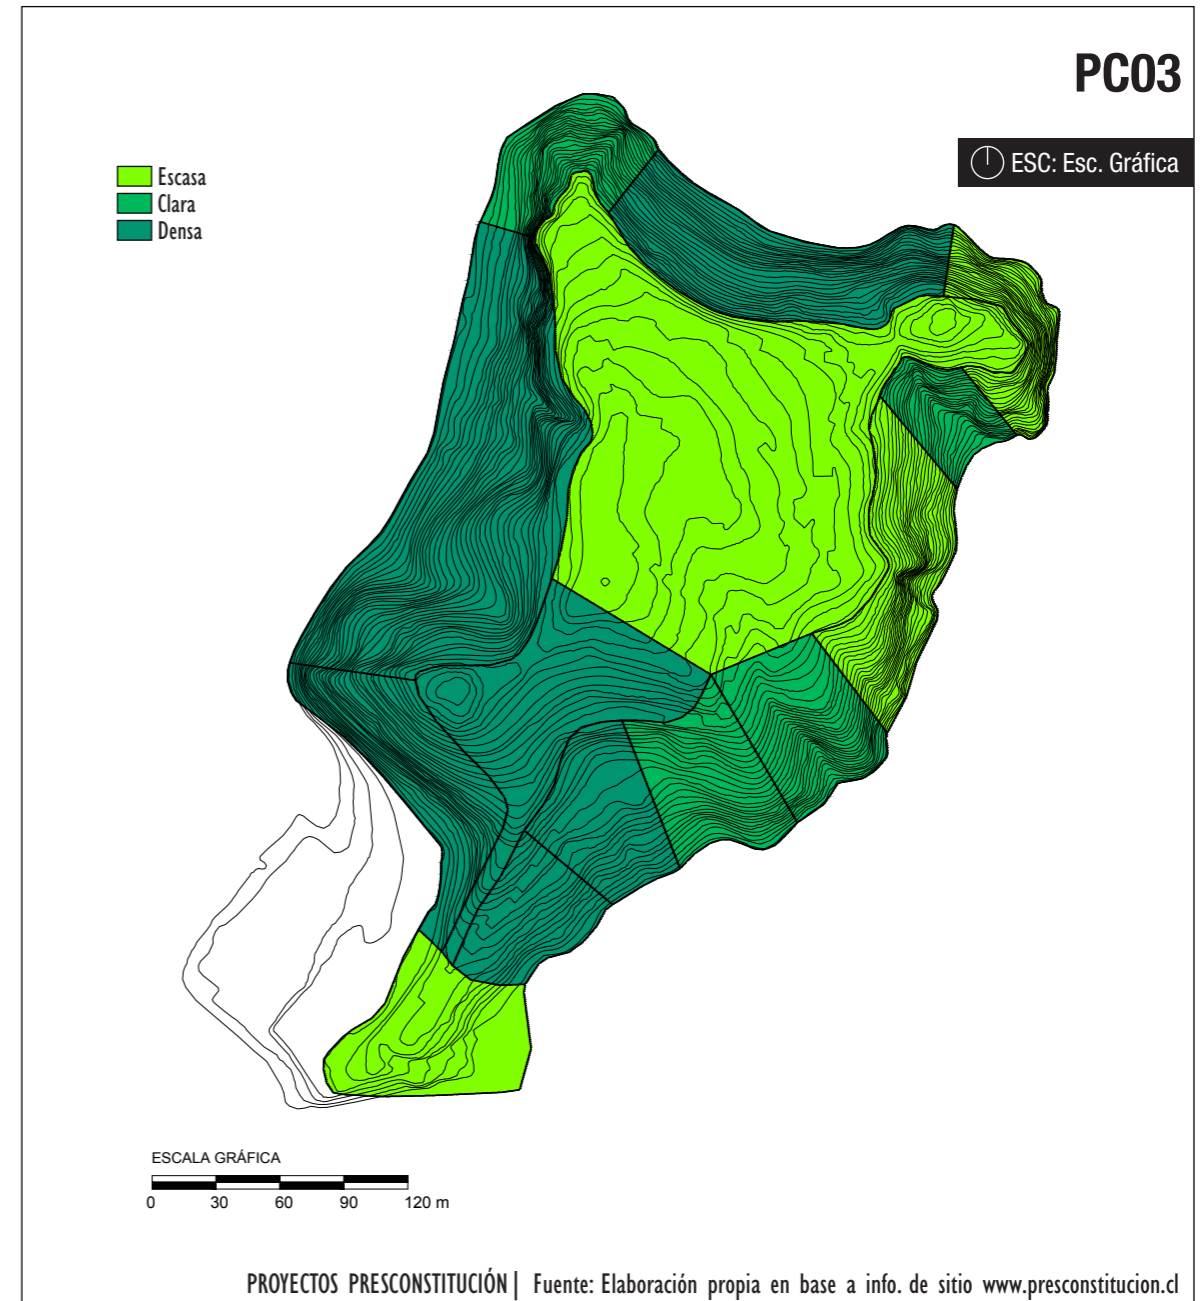 PC03
ESC: Esc. Gráfica
Escasa
Clara
Densa
ESCALA GRÁFICA
0 30 60 90 120 m
PROYECTOS PRESCONSTITUCIÓN | Fuente: Elaboración propia en base a info. de sitio www.presconstitucion.cl